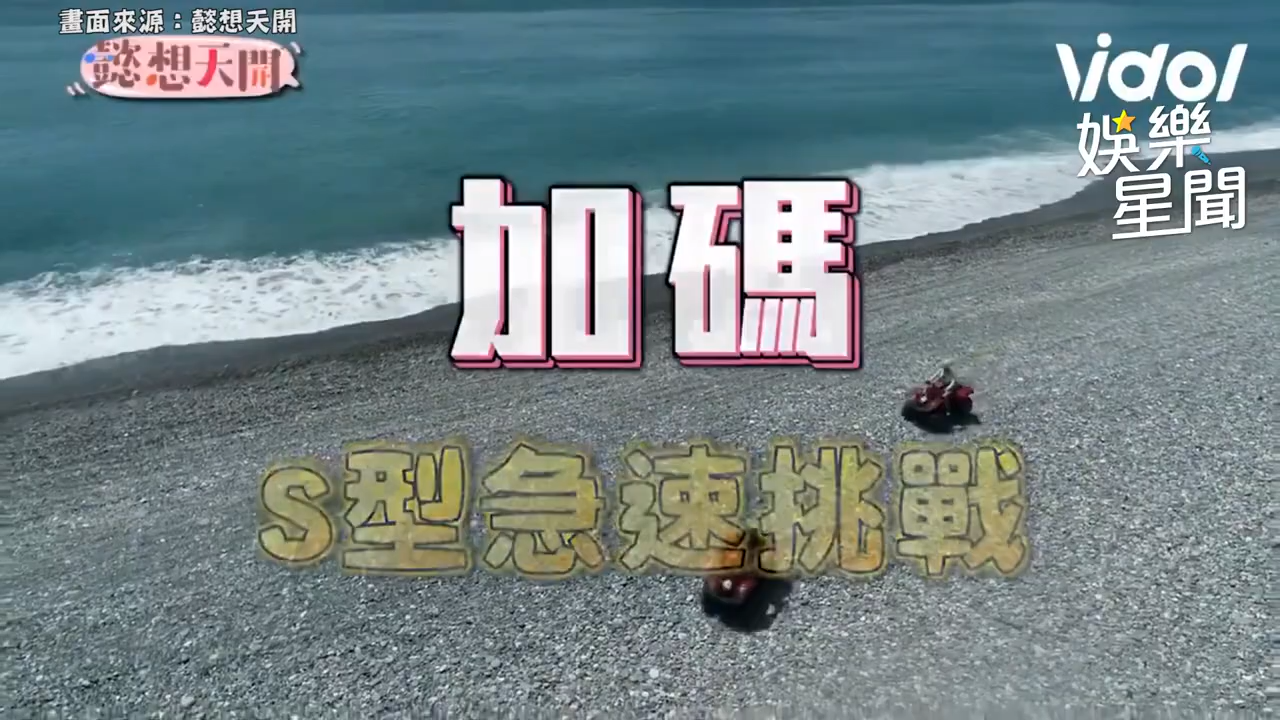 畫面來源：懿想天開
懿想天開
Vidol
娛樂
星聞
加碼
S型急速挑戰